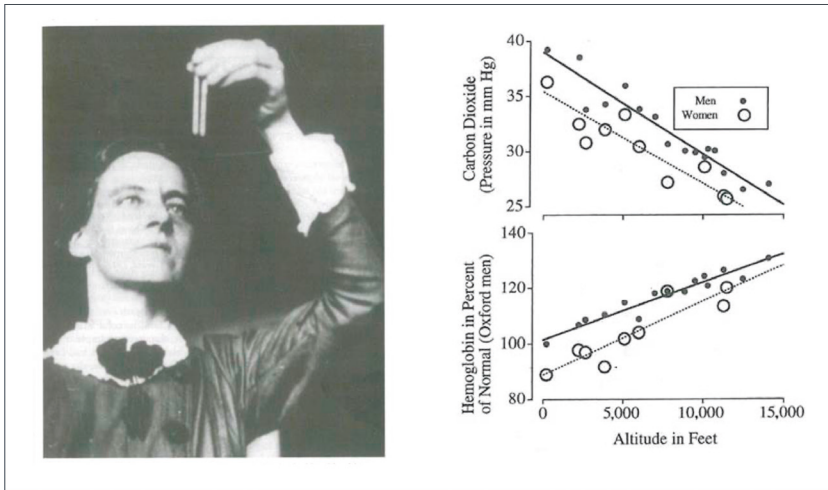 40
35
30
25
Carbon Dioxide
(Pressure in mm Hg)
Men
Women
140
120
100
80
Hemoglobin in Percent
of Normal (Oxford men)
0
5,000
10,000
15,000
Altitude in Feet